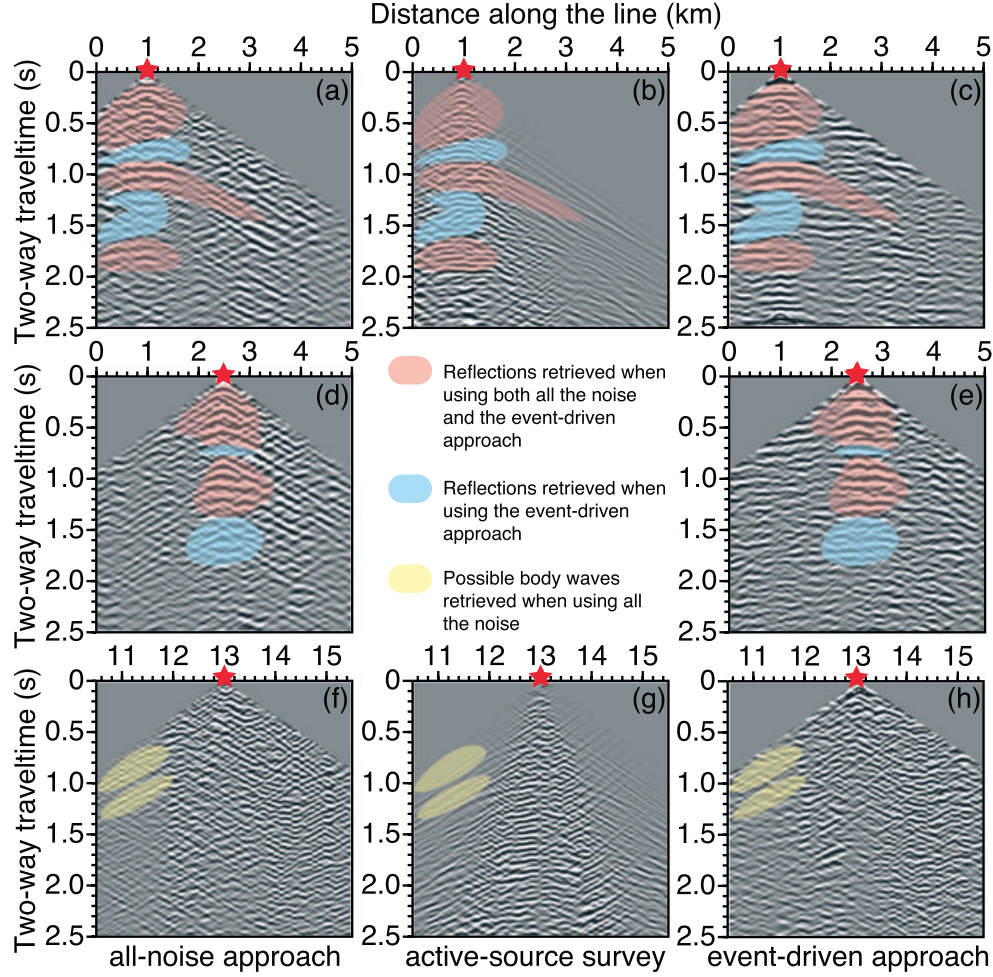 Distance along the line (km)
0 1 2 3 4 5 0 1 2 3 4 5 0 1 2 3 4 5
Two-way traveltime (s)
0 0.5 1.0 1.5 2.0 2.5
(a)
0 0.5 1.0 1.5 2.0 2.5
(b)
0 0.5 1.0 1.5 2.0 2.5
(c)
0 1 2 3 4 5
Two-way traveltime (s)
0 0.5 1.0 1.5 2.0 2.5
(d)
Reflections retrieved when
using both all the noise
and the event-driven
approach
Reflections retrieved when
using the event-driven
approach
Possible body waves
retrieved when using all
the noise
0 1 2 3 4 5
0 0.5 1.0 1.5 2.0 2.5
(e)
11 12 13 14 15 11 12 13 14 15 11 12 13 14 15
Two-way traveltime (s)
0 0.5 1.0 1.5 2.0 2.5
(f)
0 0.5 1.0 1.5 2.0 2.5
(g)
0 0.5 1.0 1.5 2.0 2.5
(h)
all-noise approach
active-source survey
event-driven approach